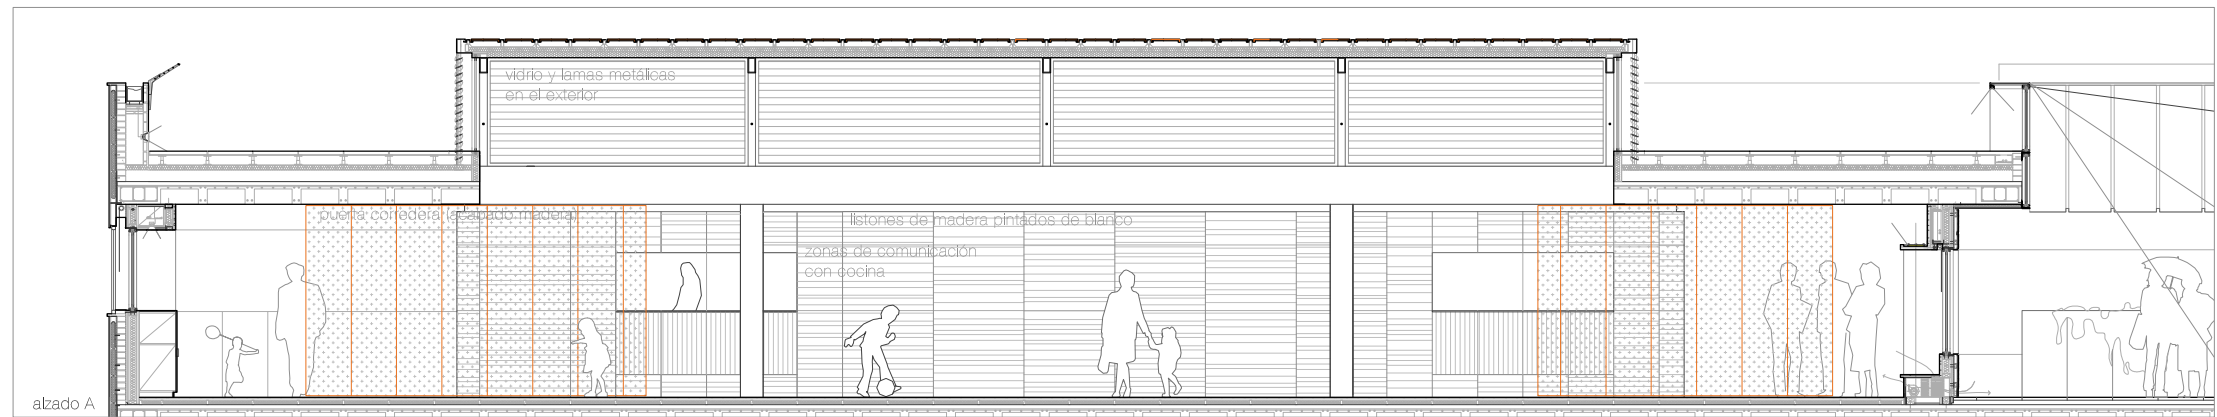 vidrio y lamas metálicas
en el exterior
puerta corredera (acabado madera)
listones de madera pintados de blanco
zonas de comunicación
con cocina
alzado A